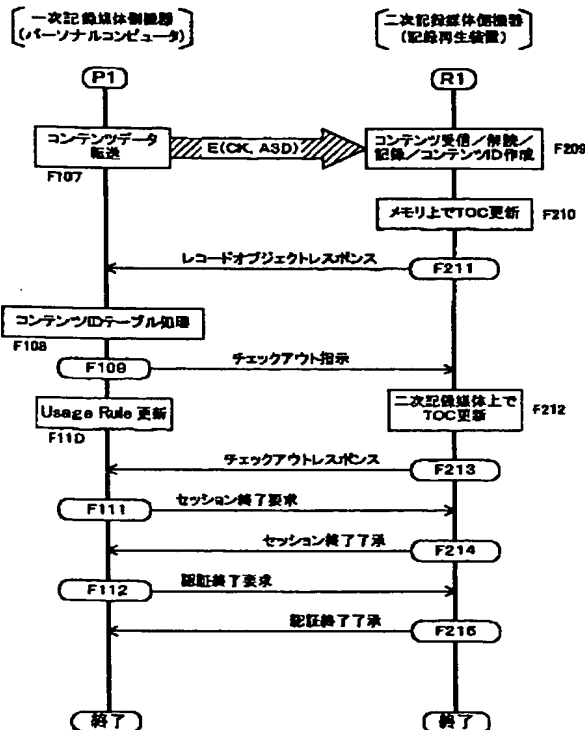 一次記録媒体側機器
(パーソナルコンピュータ)
二次記録媒体側機器
(記録再生装置)
P1
R1
コンテンツデータ
転送
F107
E(CK, ASD)
コンテンツ受信/解読/
記録/コンテンツID作成
F209
メモリ上でTOC更新
F210
レコードオブジェクトレスポンス
F211
コンテンツIDテーブル処理
F108
F109
チェックアウト指示
Usage Rule 更新
F110
二次記録媒体上で
TOC更新
F212
チェックアウトレスポンス
F213
F111
セッション終了要求
セッション終了了承
F214
F112
認証終了要求
認証終了了承
F215
終了
終了